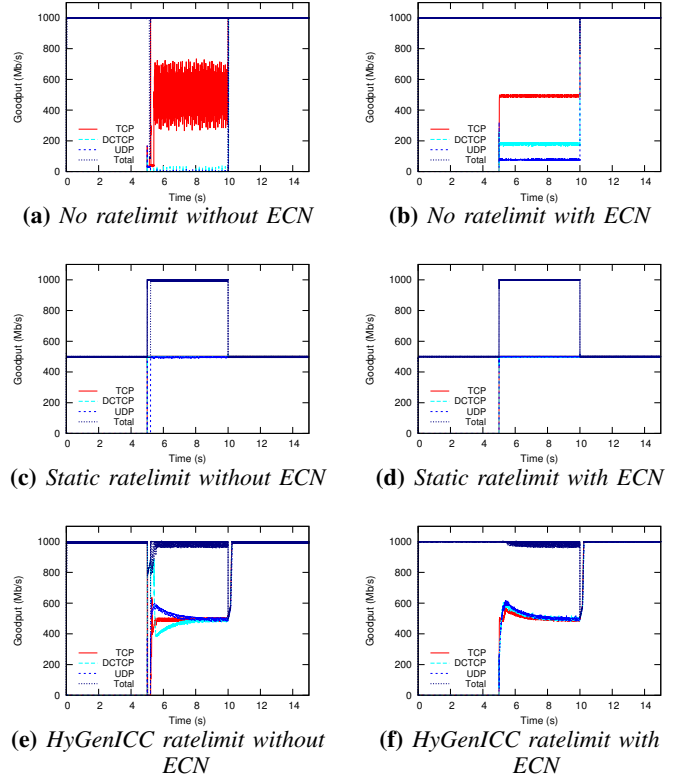 1000
800
600
400
200
0
Goodput (Mb/s)
TCP
DCTCP
UDP
Total
0 2 4 6 8 10 12 14
Time (s)
(a) No ratelimit without ECN
1000
800
600
400
200
0
Goodput (Mb/s)
TCP
DCTCP
UDP
Total
0 2 4 6 8 10 12 14
Time (s)
(b) No ratelimit with ECN
1000
800
600
400
200
0
Goodput (Mb/s)
TCP
DCTCP
UDP
Total
0 2 4 6 8 10 12 14
Time (s)
(c) Static ratelimit without ECN
1000
800
600
400
200
0
Goodput (Mb/s)
TCP
DCTCP
UDP
Total
0 2 4 6 8 10 12 14
Time (s)
(d) Static ratelimit with ECN
1000
800
600
400
200
0
Goodput (Mb/s)
TCP
DCTCP
UDP
Total
0 2 4 6 8 10 12 14
Time (s)
(e) HyGenICC ratelimit without
ECN
1000
800
600
400
200
0
Goodput (Mb/s)
TCP
DCTCP
UDP
Total
0 2 4 6 8 10 12 14
Time (s)
(f) HyGenICC ratelimit with
ECN